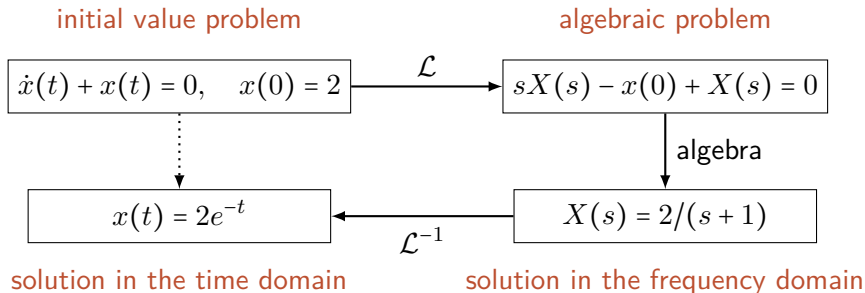 initial value problem
algebraic problem
ẋ(t) + x(t) = 0, x(0) = 2
ℒ
sX(s) − x(0) + X(s) = 0
algebra
x(t) = 2e⁻ᵗ
ℒ⁻¹
X(s) = 2/(s + 1)
solution in the time domain
solution in the frequency domain